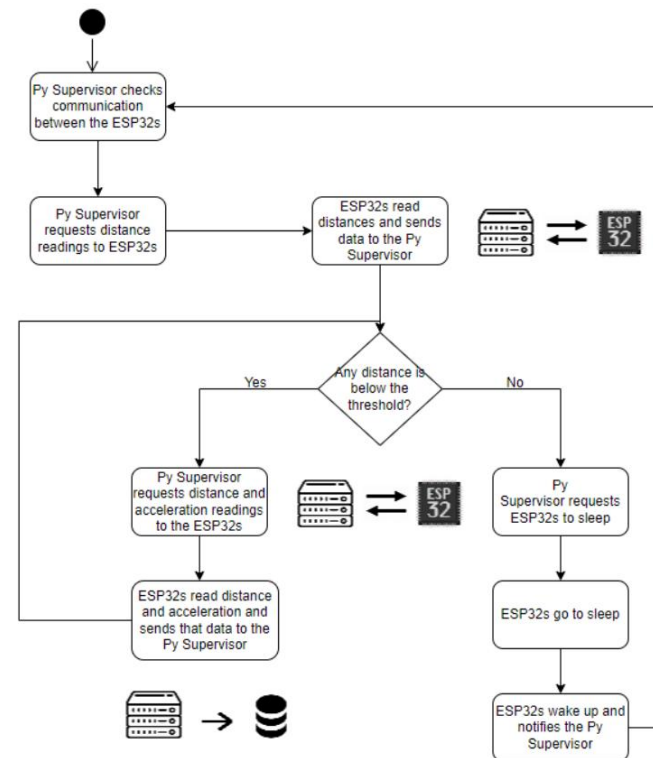 Py Supervisor checks
communication
between the ESP32s
Py Supervisor
requests distance
readings to ESP32s
ESP32s read
distances and sends
data to the Py
Supervisor
ESP
32
Any distance is
below the
threshold?
Yes
No
Py Supervisor
requests distance and
acceleration readings
to the ESP32s
ESP
32
Py
Supervisor requests
ESP32s to sleep
ESP32s read distance
and acceleration and
sends that data to the
Py Supervisor
ESP32s go to sleep
ESP32s wake up and
notifies the Py
Supervisor